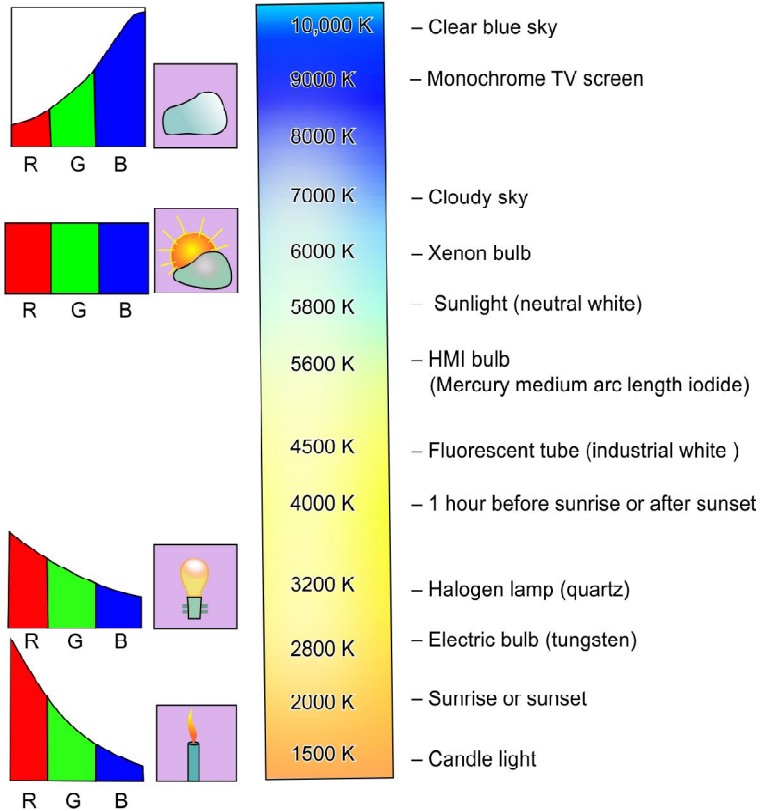 10,000 K – Clear blue sky
9000 K – Monochrome TV screen
8000 K
R G B
7000 K – Cloudy sky
6000 K – Xenon bulb
5800 K – Sunlight (neutral white)
R G B
5600 K – HMI bulb
(Mercury medium arc length iodide)
4500 K – Fluorescent tube (industrial white )
4000 K – 1 hour before sunrise or after sunset
3200 K – Halogen lamp (quartz)
R G B
2800 K – Electric bulb (tungsten)
2000 K – Sunrise or sunset
1500 K – Candle light
R G B